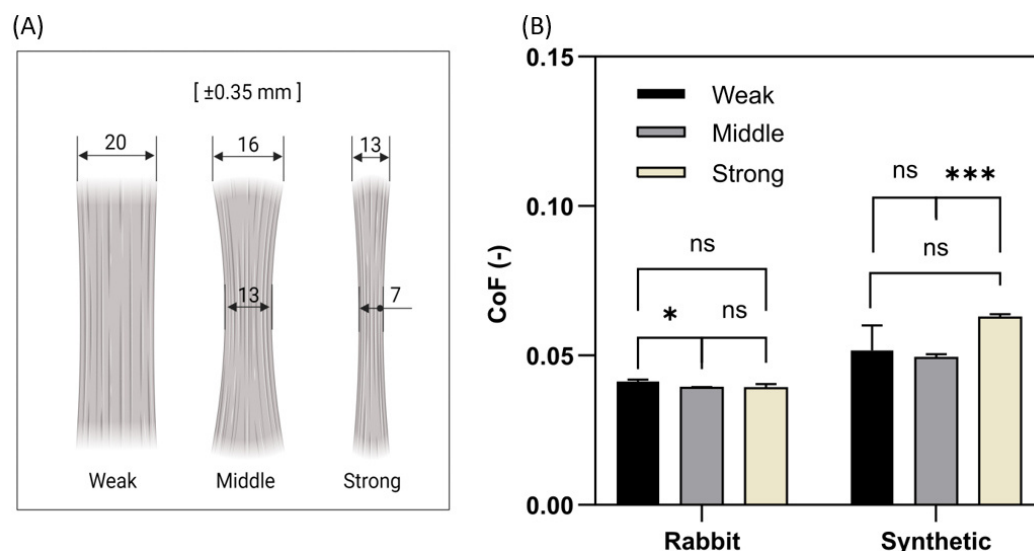 (A)
[ ±0.35 mm ]
20 16 13
13 7
Weak Middle Strong
(B)
0.15
0.10
0.05
0.00
CoF (-)
Weak
Middle
Strong
ns ***
ns
ns
* ns
Rabbit Synthetic